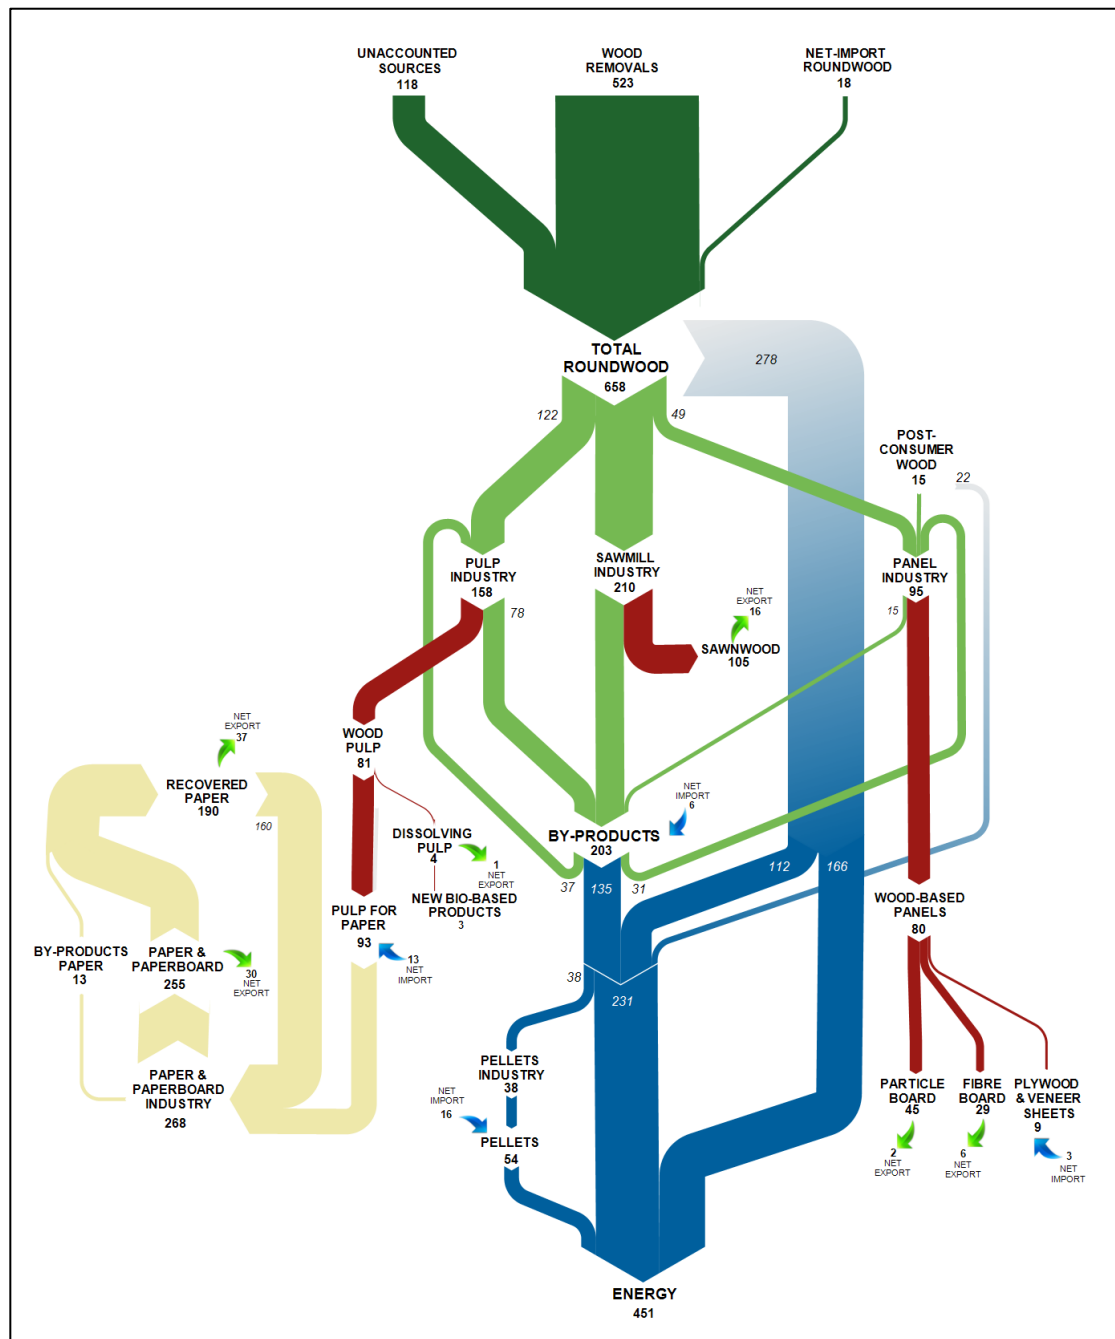 UNACCOUNTED
SOURCES
118
WOOD
REMOVALS
523
NET-IMPORT
ROUNDWOOD
18
TOTAL
ROUNDWOOD
658
278
122
49
POST-
CONSUMER
WOOD
15
22
PULP
INDUSTRY
158
SAWMILL
INDUSTRY
210
PANEL
INDUSTRY
95
78
15
NET
EXPORT
16
SAWNWOOD
105
NET
EXPORT
37
WOOD
PULP
81
RECOVERED
PAPER
190
160
NET
IMPORT
6
DISSOLVING
PULP
4
BY-PRODUCTS
203
1
NET
EXPORT
37
135
31
112
166
NEW BIO-BASED
PRODUCTS
3
PULP FOR
PAPER
93
WOOD-BASED
PANELS
80
BY-PRODUCTS
PAPER
13
PAPER &
PAPERBOARD
255
30
NET
EXPORT
13
NET
IMPORT
38
231
PAPER &
PAPERBOARD
INDUSTRY
268
PELLETS
INDUSTRY
38
NET
IMPORT
16
PELLETS
54
PARTICLE
BOARD
45
FIBRE
BOARD
29
PLYWOOD
& VENEER
SHEETS
9
2
NET
EXPORT
6
NET
EXPORT
3
NET
IMPORT
ENERGY
451